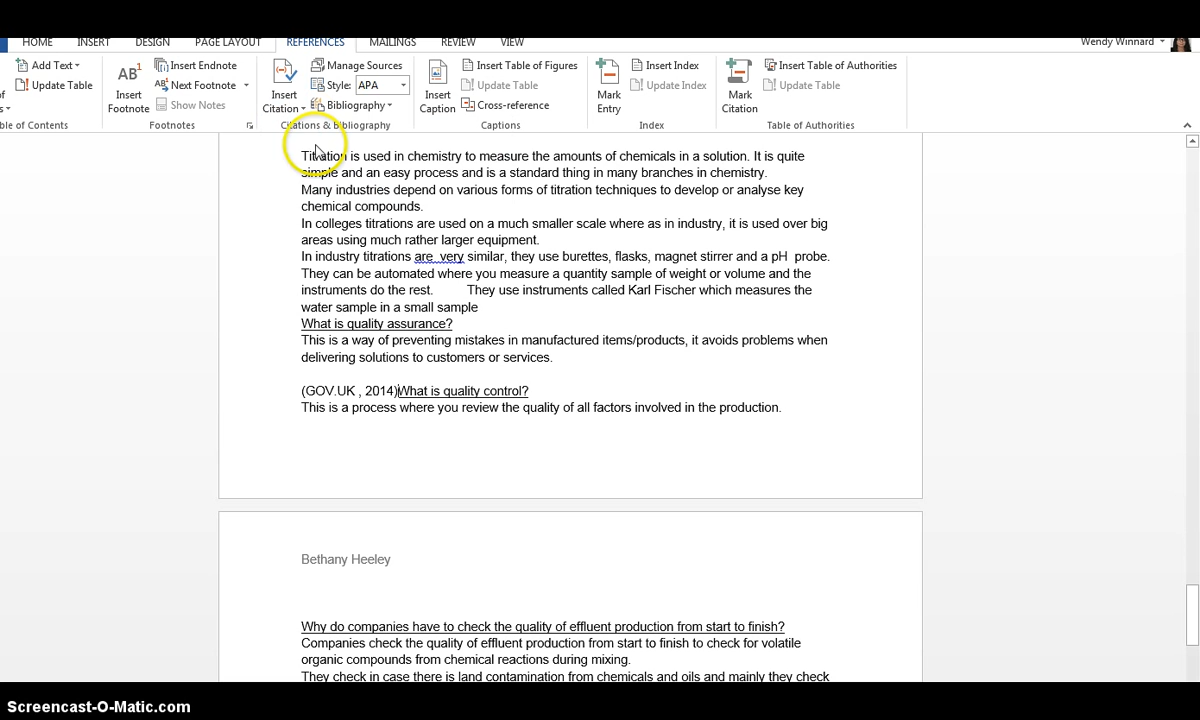 HOME INSERT DESIGN PAGE LAYOUT REFERENCES MAILINGS REVIEW VIEW Wendy Winnard
Add Text
Update Table
ble of Contents
AB¹
Insert
Footnote
Insert Endnote
Next Footnote
Show Notes
Footnotes
Insert
Citation
Manage Sources
Style: APA
Bibliography
Citations & Bibliography
Insert
Caption
Insert Table of Figures
Update Table
Cross-reference
Captions
Mark
Entry
Insert Index
Update Index
Index
Mark
Citation
Insert Table of Authorities
Update Table
Table of Authorities
Titration is used in chemistry to measure the amounts of chemicals in a solution. It is quite
simple and an easy process and is a standard thing in many branches in chemistry.
Many industries depend on various forms of titration techniques to develop or analyse key
chemical compounds.
In colleges titrations are used on a much smaller scale where as in industry, it is used over big
areas using much rather larger equipment.
In industry titrations are  very similar, they use burettes, flasks, magnet stirrer and a pH  probe.
They can be automated where you measure a quantity sample of weight or volume and the
instruments do the rest. They use instruments called Karl Fischer which measures the
water sample in a small sample
What is quality assurance?
This is a way of preventing mistakes in manufactured items/products, it avoids problems when
delivering solutions to customers or services.
(GOV.UK , 2014)What is quality control?
This is a process where you review the quality of all factors involved in the production.
Bethany Heeley
Why do companies have to check the quality of effluent production from start to finish?
Companies check the quality of effluent production from start to finish to check for volatile
organic compounds from chemical reactions during mixing.
They check in case there is land contamination from chemicals and oils and mainly they check
Screencast-O-Matic.com